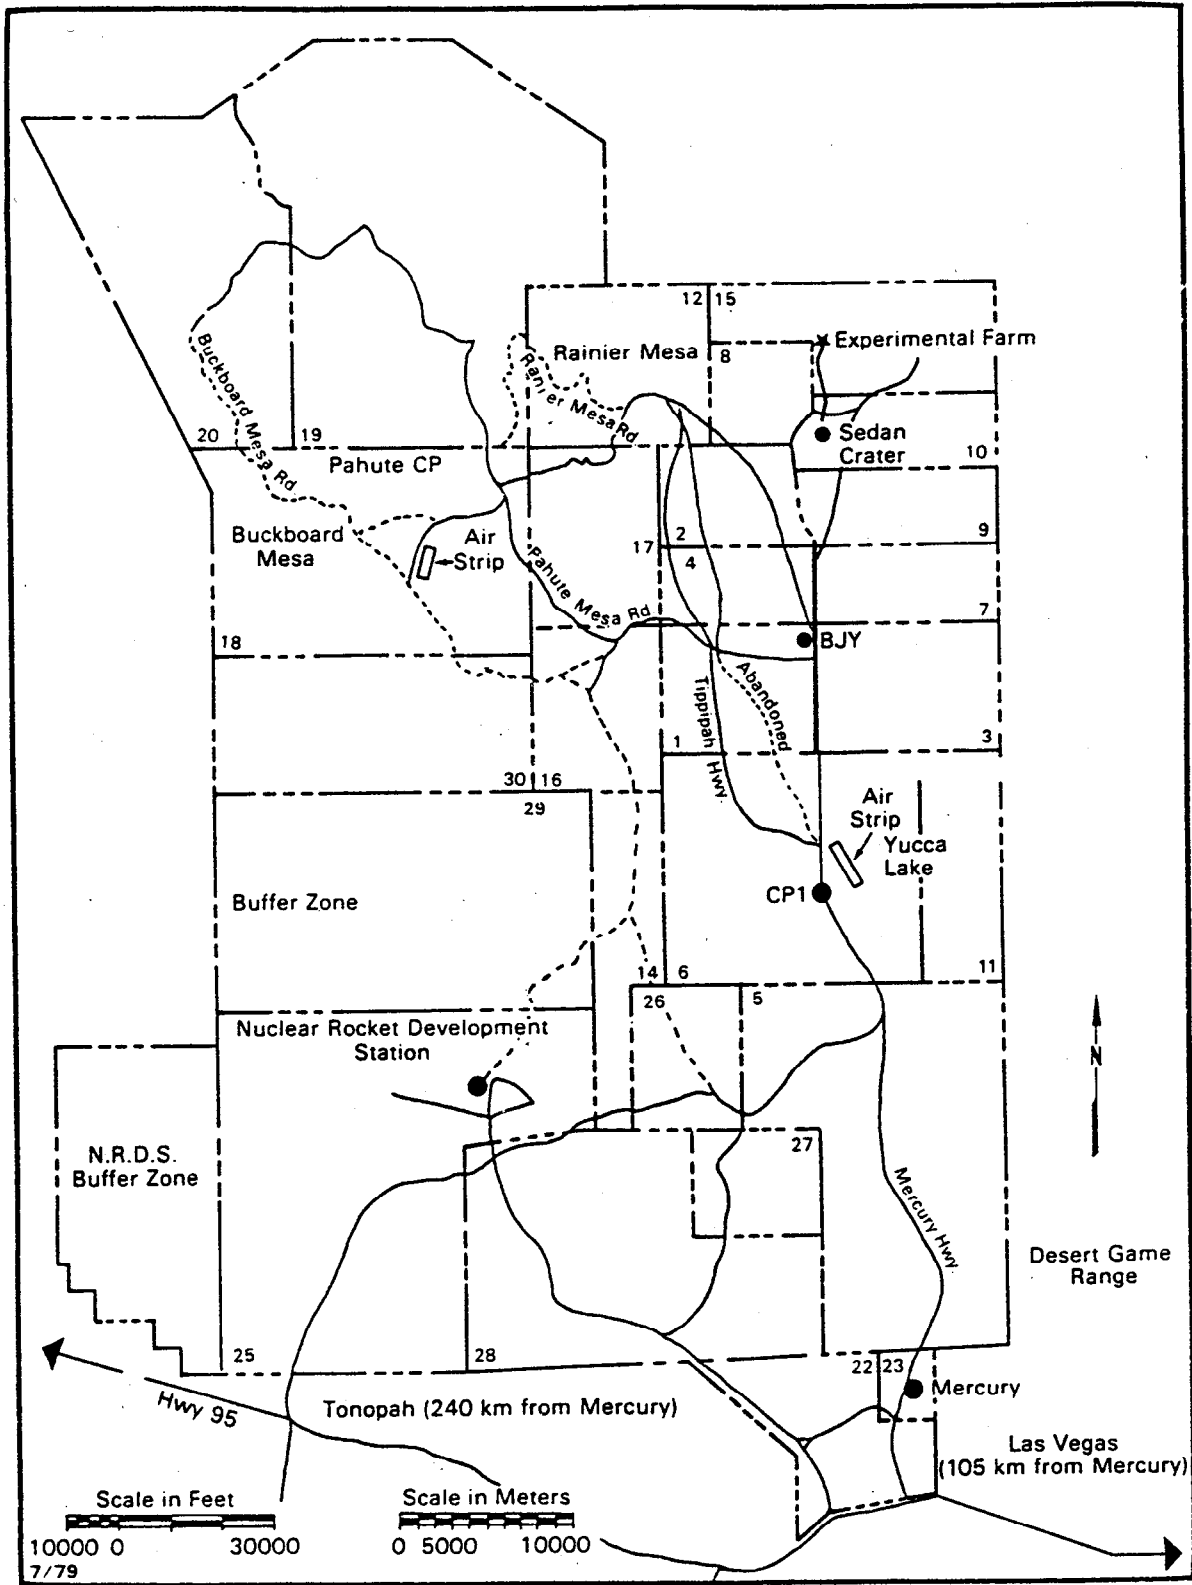 12 15
Experimental Farm
Rainier Mesa
8
Buckboard Mesa Rd
Ranier Mesa Rd
20
19
Sedan
Crater
10
Pahute CP
Buckboard
Mesa
Air
Strip
2
17
9
4
Pahute Mesa Rd
7
18
BJY
Abandoned
Tippipah Hwy.
1
3
30 16
29
Air
Strip
Yucca
Lake
Buffer Zone
CP1
14 6
11
26
5
Nuclear Rocket Development
Station
N
N.R.D.S.
Buffer Zone
27
Mercury Hwy.
Desert Game
Range
25
28
22 23
Mercury
Hwy 95
Tonopah (240 km from Mercury)
Las Vegas
(105 km from Mercury)
Scale in Feet
Scale in Meters
10000 0 30000
0 5000 10000
7/79